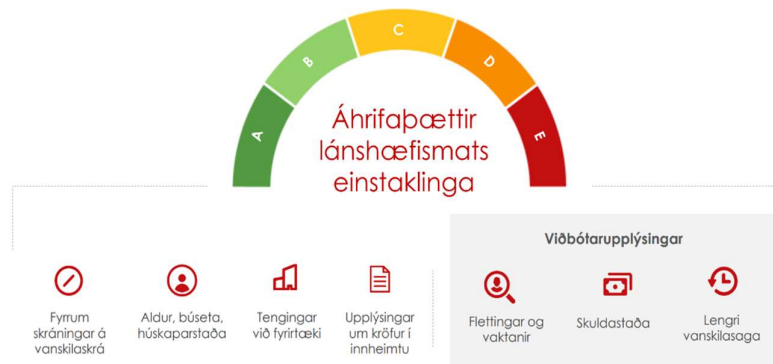 A
B
C
D
E
Áhrifaþættir
lánshæfismats
einstaklinga
Fyrrum
skráningar á
vanskilaskrá
Aldur, búseta,
húskaparstaða
Tengingar
við fyrirtæki
Upplýsingar
um kröfur í
innheimtu
Viðbótarupplýsingar
Flettingar og
vaktanir
Skuldastaða
Lengri
vanskilasaga